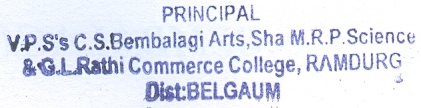 PRINCIPAL
V.P.S's C.S.Bembalagi Arts,Sha M.R.P.Science
& G.L.Rathi Commerce College, RAMDURG
Dist:BELGAUM